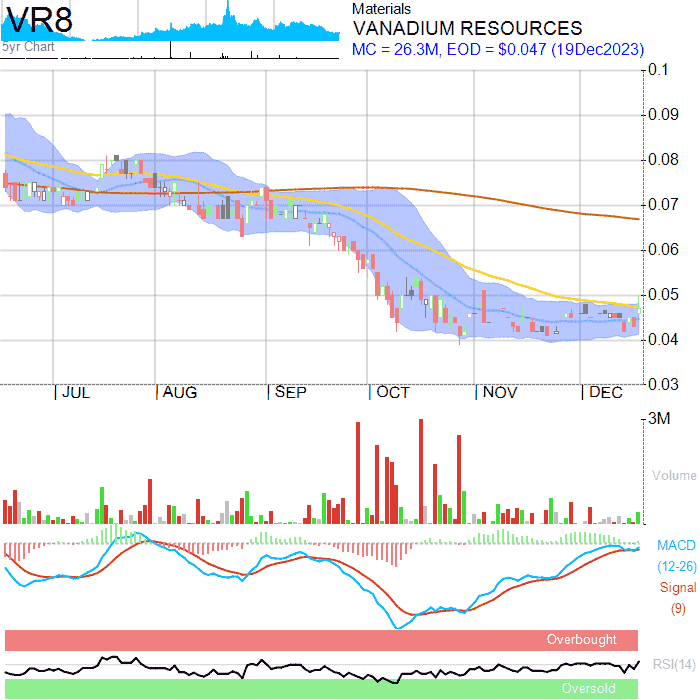 VR8
5yr Chart
Materials
VANADIUM RESOURCES
MC = 26.3M, EOD = $0.047 (19Dec2023)
0.1
0.09
0.08
0.07
0.06
0.05
0.04
0.03
JUL AUG SEP OCT NOV DEC
3M
Volume
MACD
(12-26)
Signal
(9)
Overbought
RSI(14)
Oversold